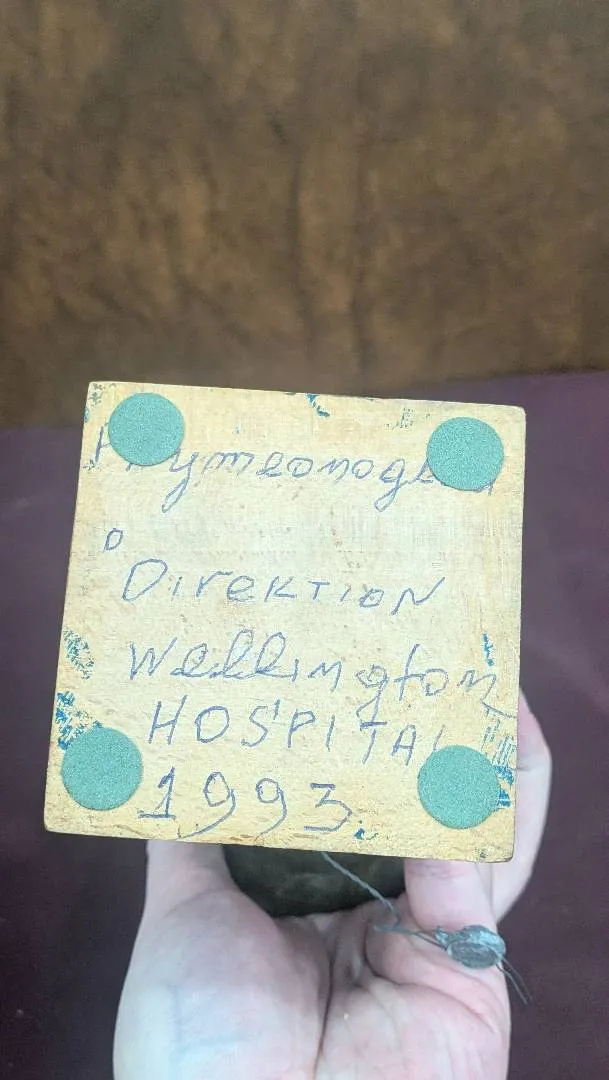 D
DIreKTION
Wellington
HOSPITAL
1993.